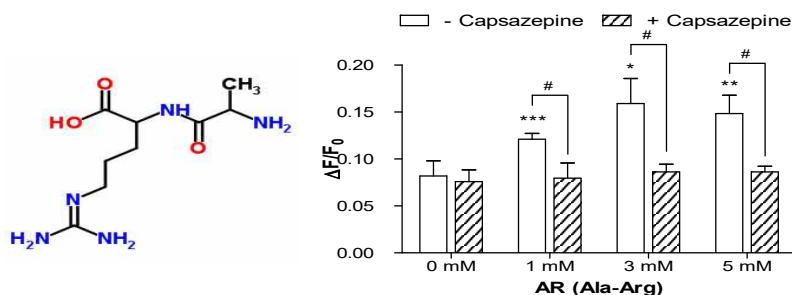 - Capsazepine
+ Capsazepine
O
HO
NH
CH3
O
NH2
N
H2N
NH2
ΔF/F0
0.20
0.15
0.10
0.05
0.00
***
#
*
#
**
#
0 mM
1 mM
3 mM
5 mM
AR (Ala-Arg)